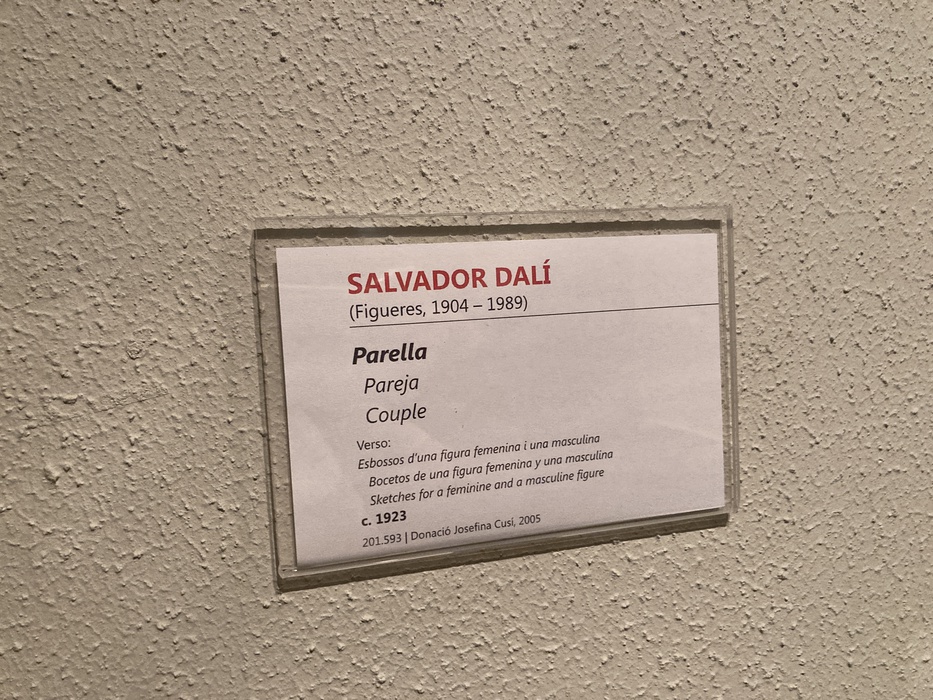 SALVADOR DALÍ
(Figueres, 1904 – 1989)
Parella
Pareja
Couple
Verso:
Esbossos d'una figura femenina i una masculina
Bocetos de una figura femenina y una masculina
Sketches for a feminine and a masculine figure
c. 1923
201.593 | Donació Josefina Cusí, 2005